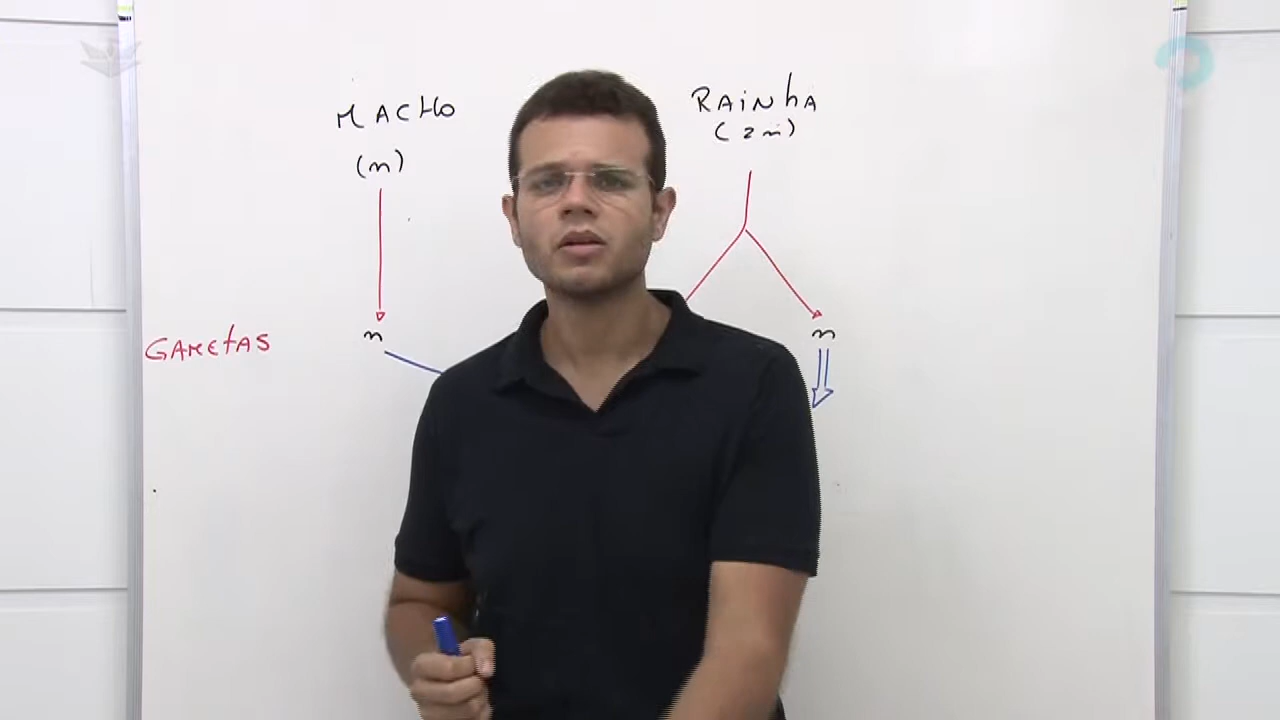 MACHO
(n)
RAINhA
(2n)
GAMEtAS
n
n